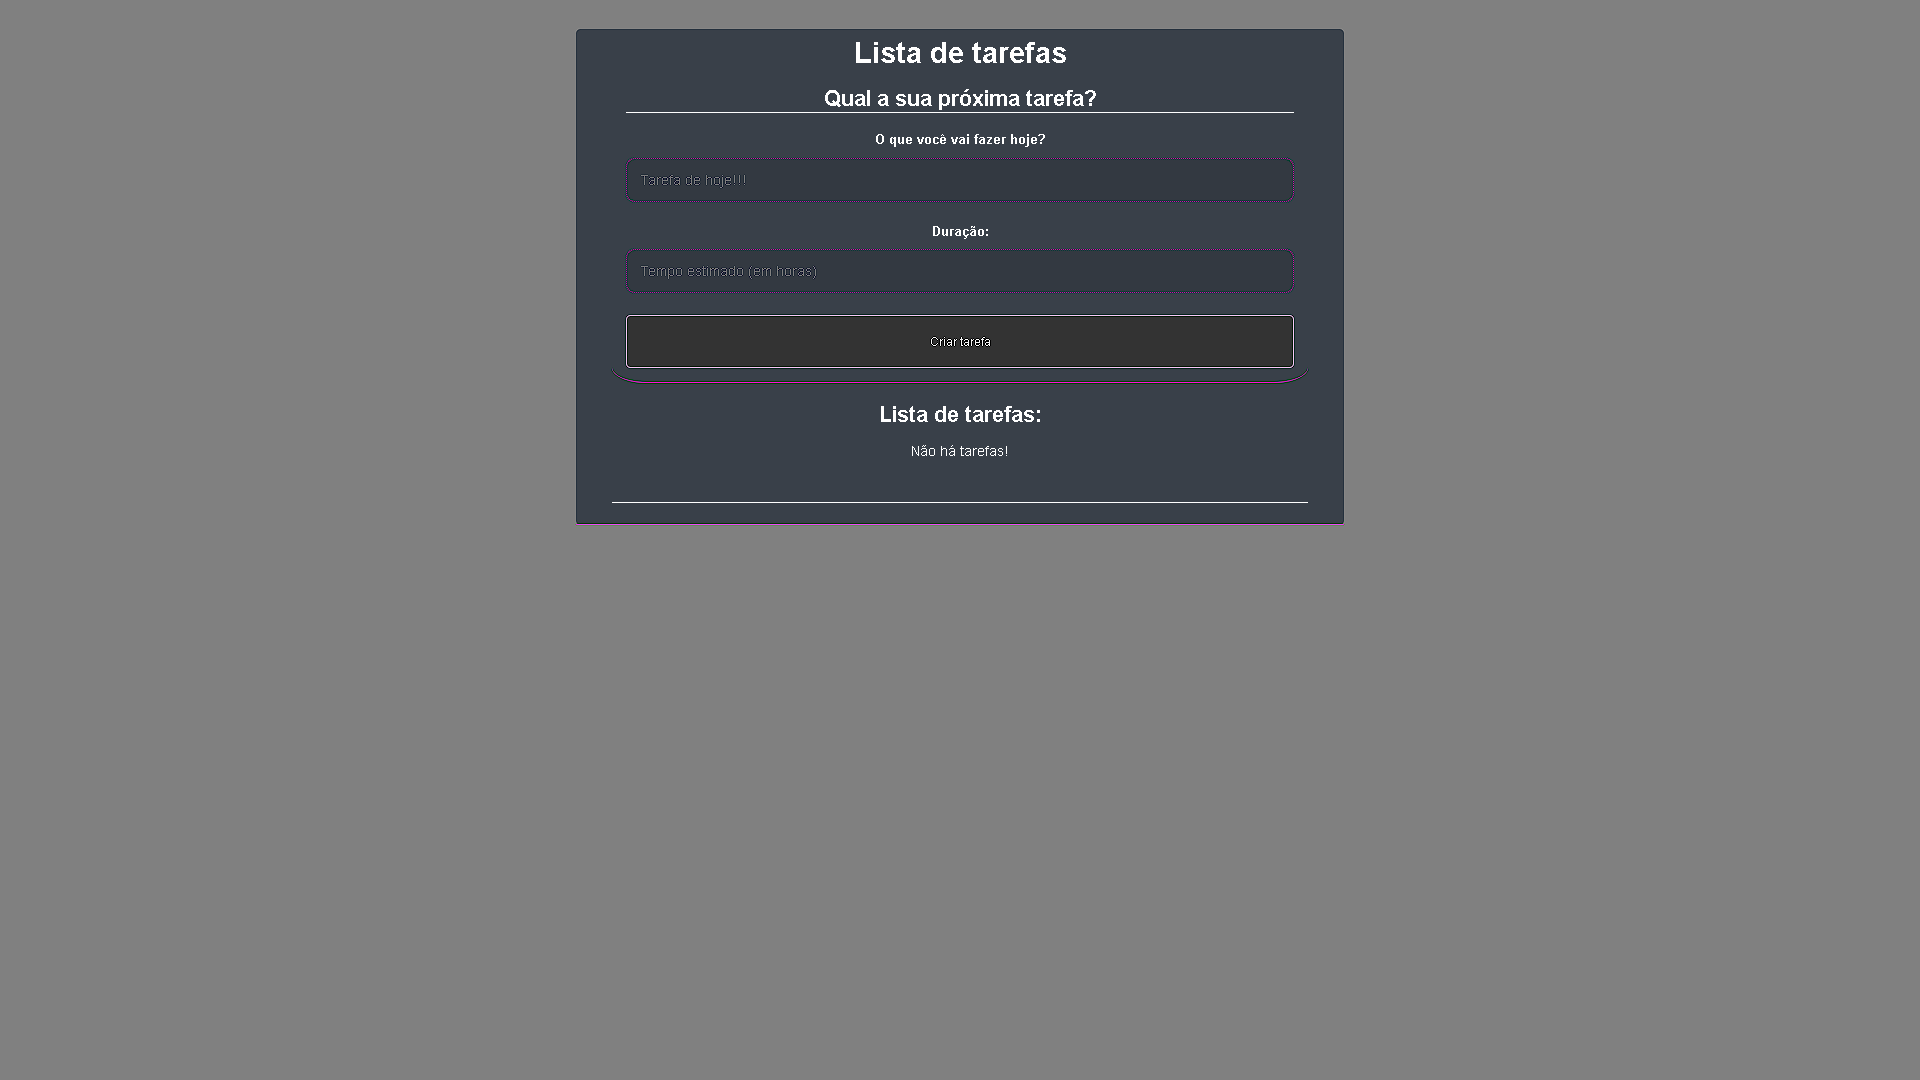 Lista de tarefas
Qual a sua próxima tarefa?
O que você vai fazer hoje?
Tarefa de hoje!!!
Duração:
Tempo estimado (em horas)
Criar tarefa
Lista de tarefas:
Não há tarefas!